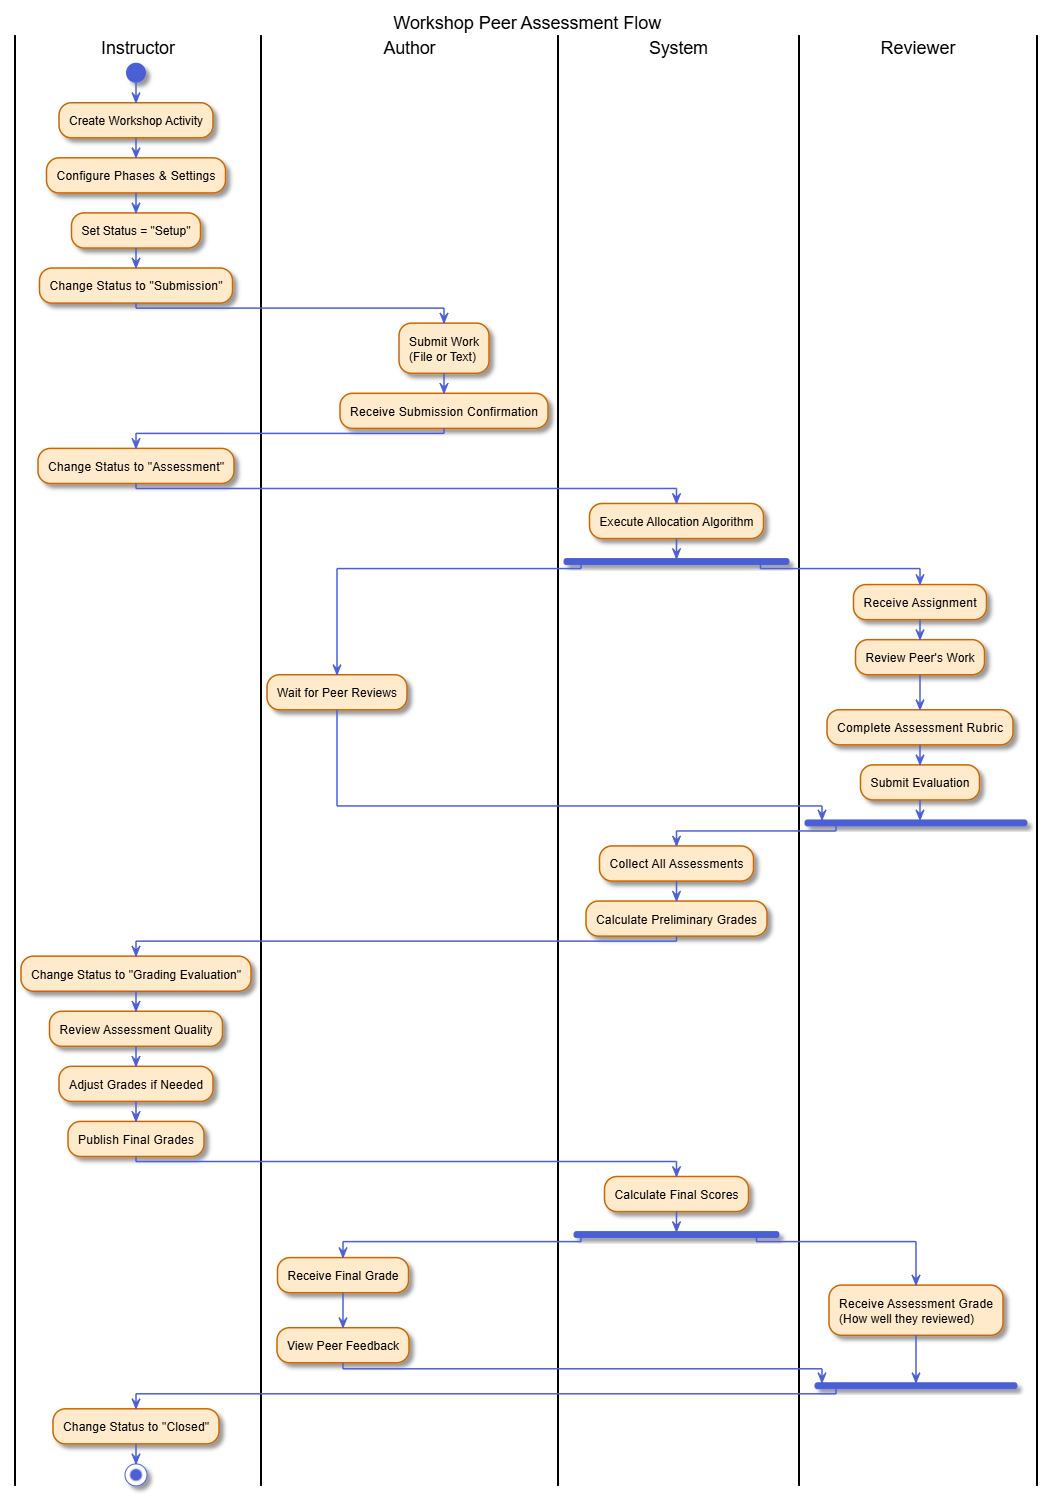 Workshop Peer Assessment Flow
Instructor
Author
System
Reviewer
Create Workshop Activity
Configure Phases & Settings
Set Status = "Setup"
Change Status to "Submission"
Submit Work
(File or Text)
Receive Submission Confirmation
Change Status to "Assessment"
Execute Allocation Algorithm
Receive Assignment
Review Peer's Work
Wait for Peer Reviews
Complete Assessment Rubric
Submit Evaluation
Collect All Assessments
Calculate Preliminary Grades
Change Status to "Grading Evaluation"
Review Assessment Quality
Adjust Grades if Needed
Publish Final Grades
Calculate Final Scores
Receive Final Grade
Receive Assessment Grade
(How well they reviewed)
View Peer Feedback
Change Status to "Closed"